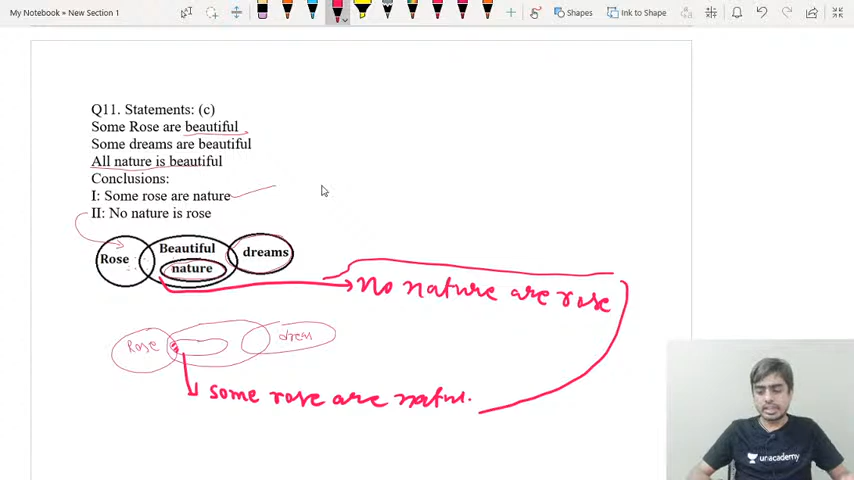 My Notebook » New Section 1
Shapes
Ink to Shape
Q11. Statements: (c)
Some Rose are beautiful
Some dreams are beautiful
All nature is beautiful
Conclusions:
I: Some rose are nature
II: No nature is rose
Rose
Beautiful
nature
dreams
No nature are rose
Rose
dream
some rose are natur.
unacademy